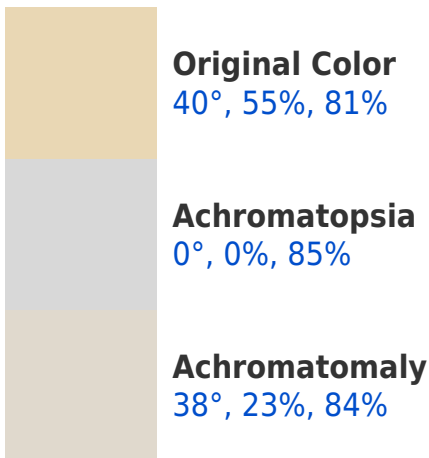 Original Color
40°, 55%, 81%
Achromatopsia
0°, 0%, 85%
Achromatomaly
38°, 23%, 84%